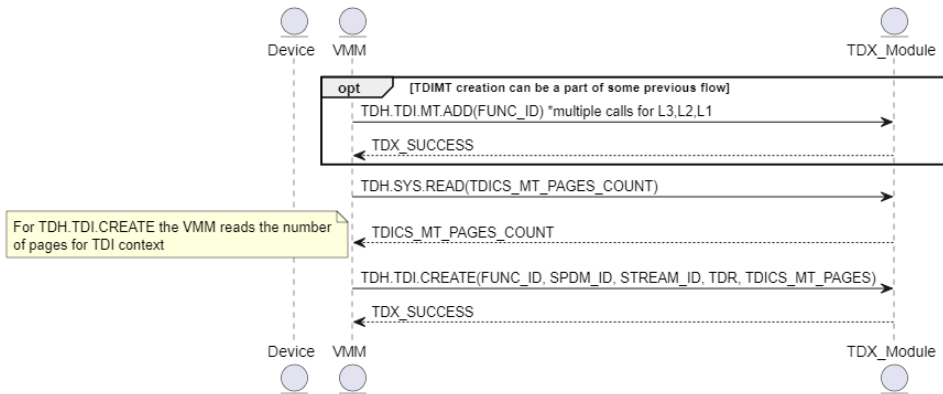 Device VMM TDX_Module
opt [TDIMT creation can be a part of some previous flow]
TDH.TDI.MT.ADD(FUNC_ID) *multiple calls for L3,L2,L1
TDX_SUCCESS
TDH.SYS.READ(TDICS_MT_PAGES_COUNT)
For TDH.TDI.CREATE the VMM reads the number
of pages for TDI context
TDICS_MT_PAGES_COUNT
TDH.TDI.CREATE(FUNC_ID, SPDM_ID, STREAM_ID, TDR, TDICS_MT_PAGES)
TDX_SUCCESS
Device VMM TDX_Module